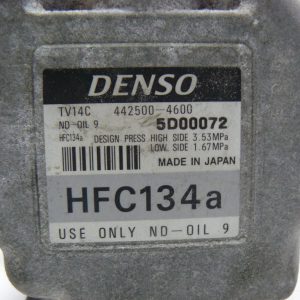 DENSO
TV14C 442500-4600
ND-OIL 9 5D00072
HFC134a DESIGN PRESS HIGH SIDE 3.53MPa
LOW SIDE 1.67MPa
MADE IN JAPAN
HFC134a
USE ONLY ND-OIL 9